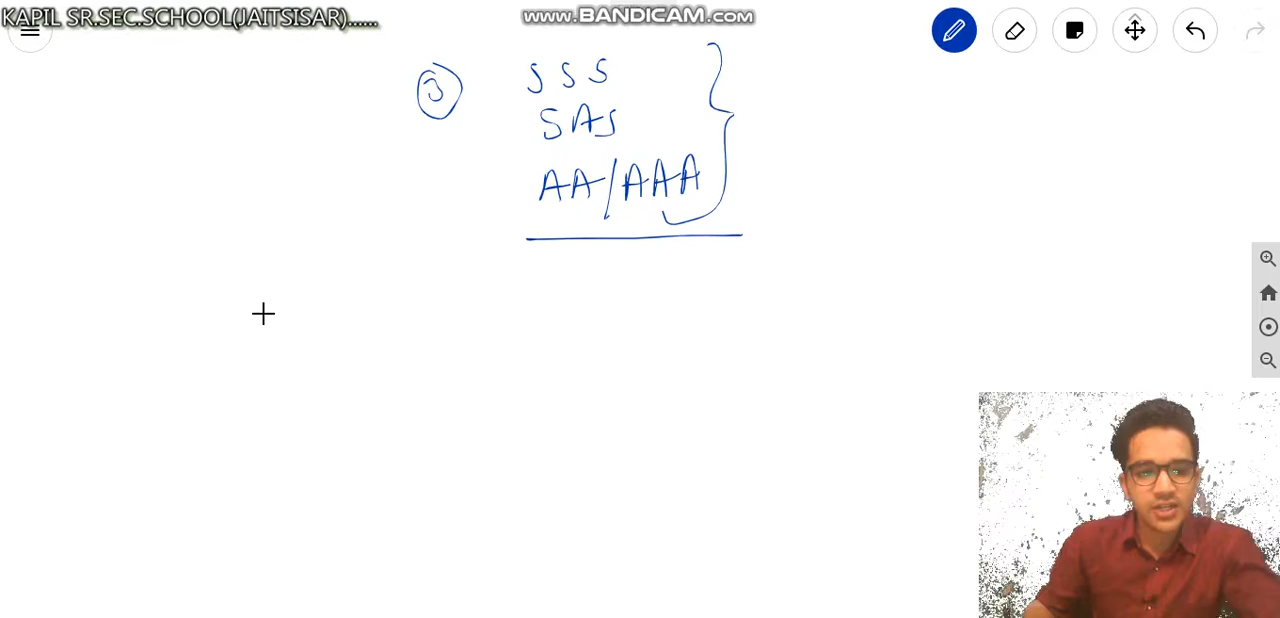 KAPIL SR.SEC.SCHOOL(JAITSISAR)......
www.BANDICAM.com
3
SSS
SAS
AA/AAA